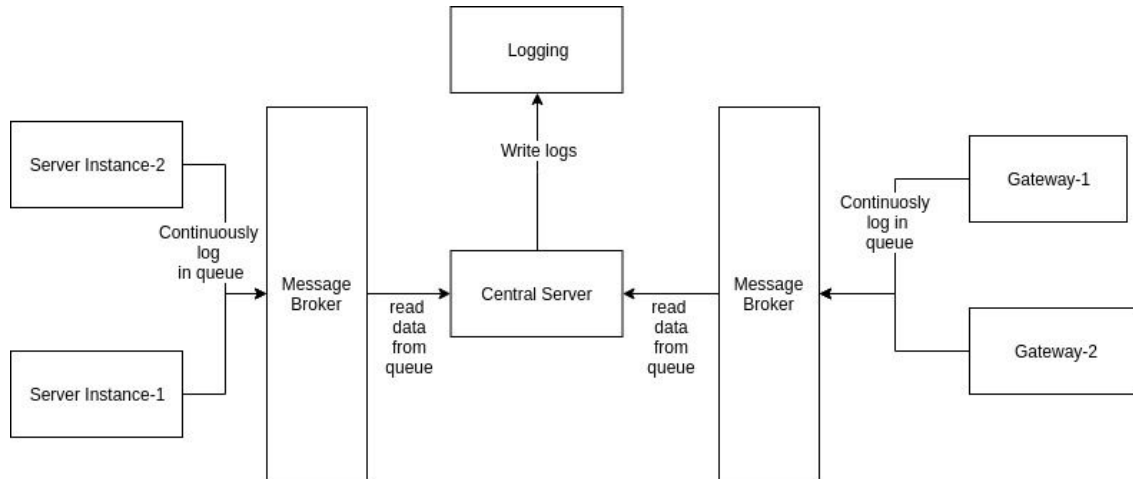 Logging
Write logs
Server Instance-2
Continuously
log
in queue
Server Instance-1
Message
Broker
read
data
from
queue
Central Server
read
data
from
queue
Message
Broker
Continuosly
log in
queue
Gateway-1
Gateway-2